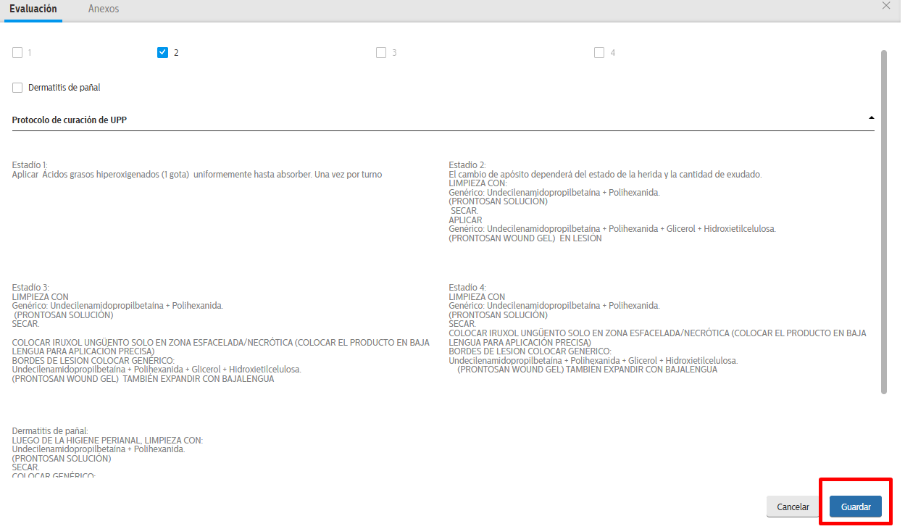 Evaluación Anexos
1 2 3 4
Dermatitis de pañal
Protocolo de curación de UPP
Estadio 1:
Aplicar Ácidos grasos hiperoxigenados (1 gota) uniformemente hasta absorber. Una vez por turno
Estadio 2:
El cambio de apósito dependerá del estado de la herida y la cantidad de exudado.
LIMPIEZA CON:
Genérico: Undecilenamidopropilbetaína + Polihexanida.
(PRONTOSAN SOLUCIÓN)
SECAR.
APLICAR
Genérico: Undecilenamidopropilbetaína + Polihexanida + Glicerol + Hidroxietilcelulosa.
(PRONTOSAN WOUND GEL) EN LESIÓN
Estadio 3:
LIMPIEZA CON
Genérico: Undecilenamidopropilbetaína + Polihexanida.
(PRONTOSAN SOLUCIÓN)
SECAR.
COLOCAR IRUXOL UNGÜENTO SOLO EN ZONA ESFACELADA/NECRÓTICA (COLOCAR EL PRODUCTO EN BAJA
LENGUA PARA APLICACIÓN PRECISA)
BORDES DE LESION COLOCAR GENÉRICO:
Undecilenamidopropilbetaína + Polihexanida + Glicerol + Hidroxietilcelulosa.
(PRONTOSAN WOUND GEL) TAMBIÉN EXPANDIR CON BAJALENGUA
Estadio 4:
LIMPIEZA CON
Genérico: Undecilenamidopropilbetaína + Polihexanida.
(PRONTOSAN SOLUCIÓN)
SECAR.
COLOCAR IRUXOL UNGÜENTO SOLO EN ZONA ESFACELADA/NECRÓTICA (COLOCAR EL PRODUCTO EN BAJA
LENGUA PARA APLICACIÓN PRECISA)
BORDES DE LESION COLOCAR GENERICO:
Undecilenamidopropilbetaína + Polihexanida + Glicerol + Hidroxietilcelulosa.
(PRONTOSAN WOUND GEL) TAMBIÉN EXPANDIR CON BAJALENGUA
Dermatitis de pañal:
LUEGO DE LA HIGIENE PERIANAL, LIMPIEZA CON:
Undecilenamidopropilbetaína + Polihexanida.
(PRONTOSAN SOLUCIÓN)
SECAR.
COLOCAR GENÉRICO:
Cancelar Guardar